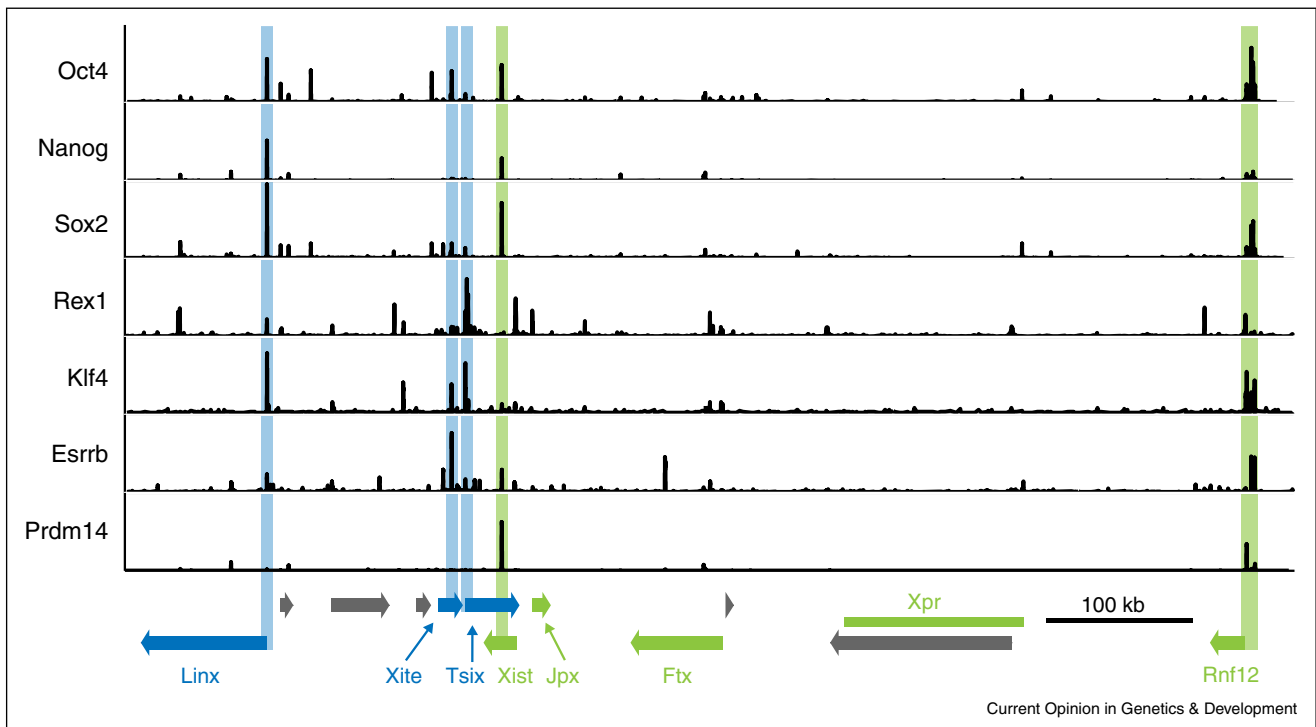 Oct4
Nanog
Sox2
Rex1
Klf4
Esrrb
Prdm14
Xpr
100 kb
Linx
Xite
Tsix
Xist
Jpx
Ftx
Rnf12
Current Opinion in Genetics & Development